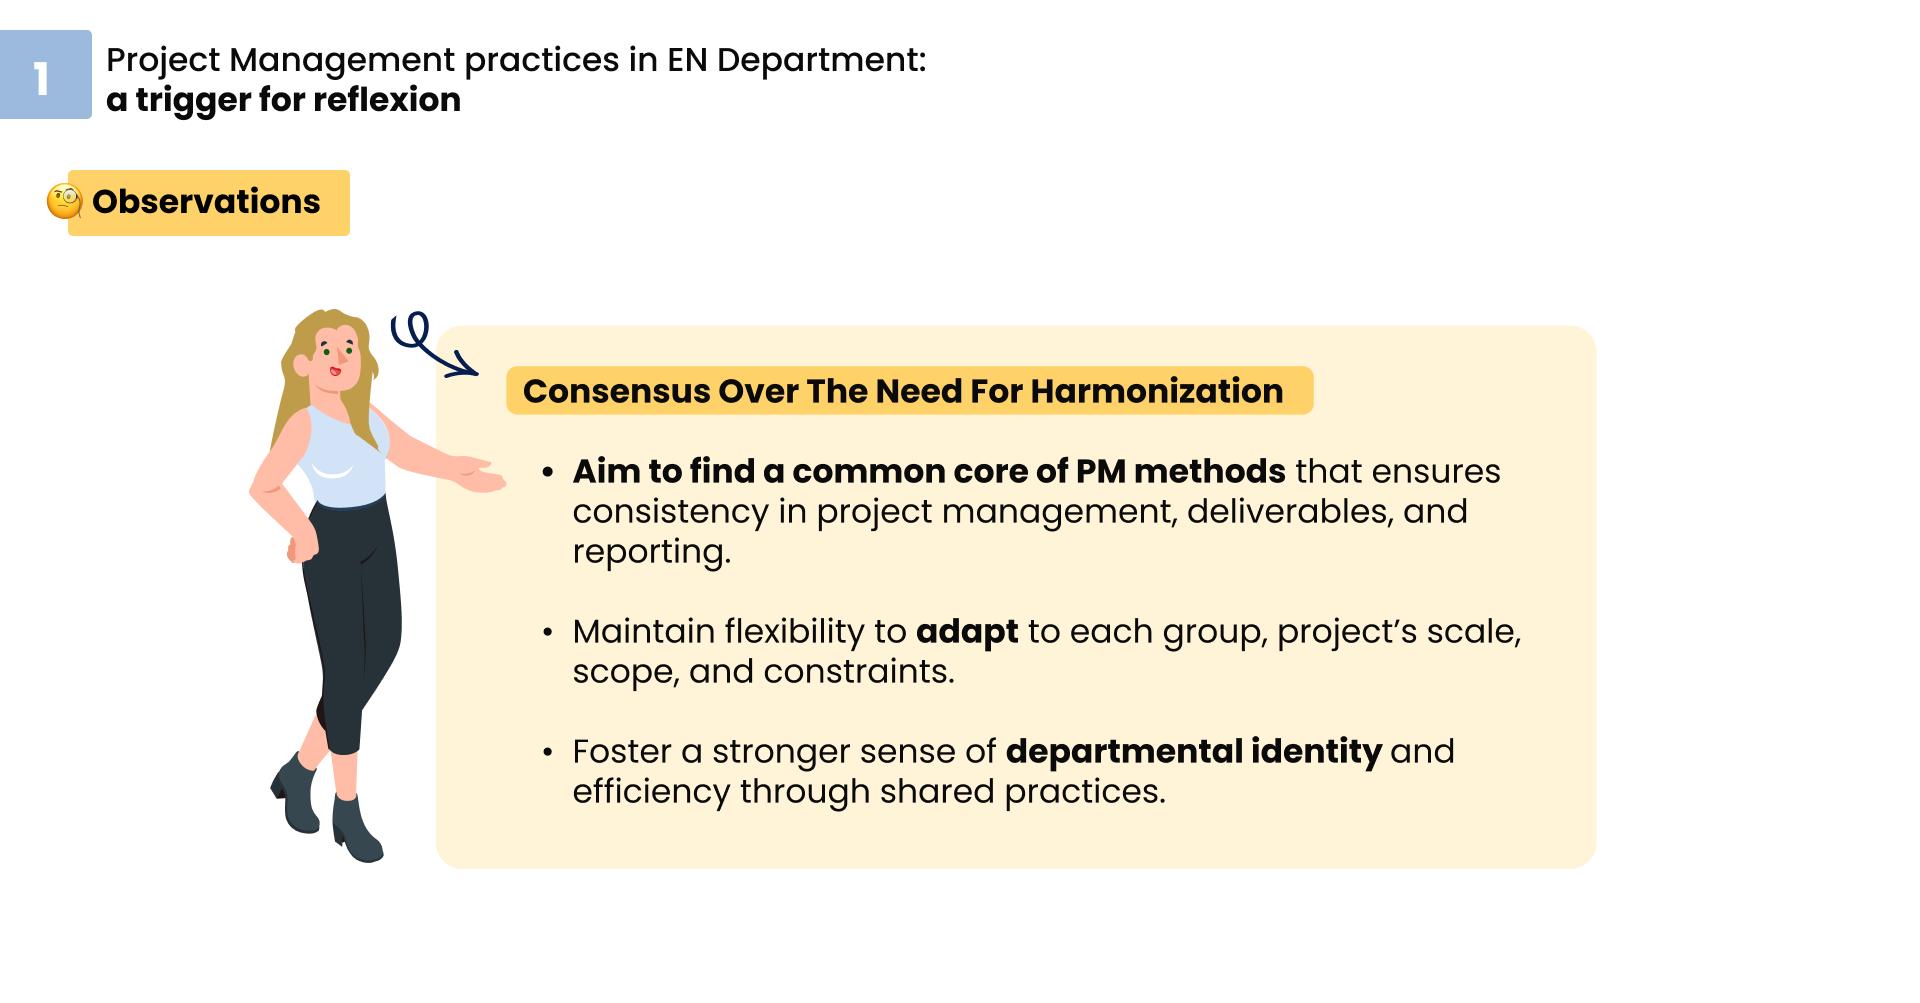 1
Project Management practices in EN Department:
a trigger for reflexion
Observations
Consensus Over The Need For Harmonization
• Aim to find a common core of PM methods that ensures
consistency in project management, deliverables, and
reporting.
• Maintain flexibility to adapt to each group, project’s scale,
scope, and constraints.
• Foster a stronger sense of departmental identity and
efficiency through shared practices.